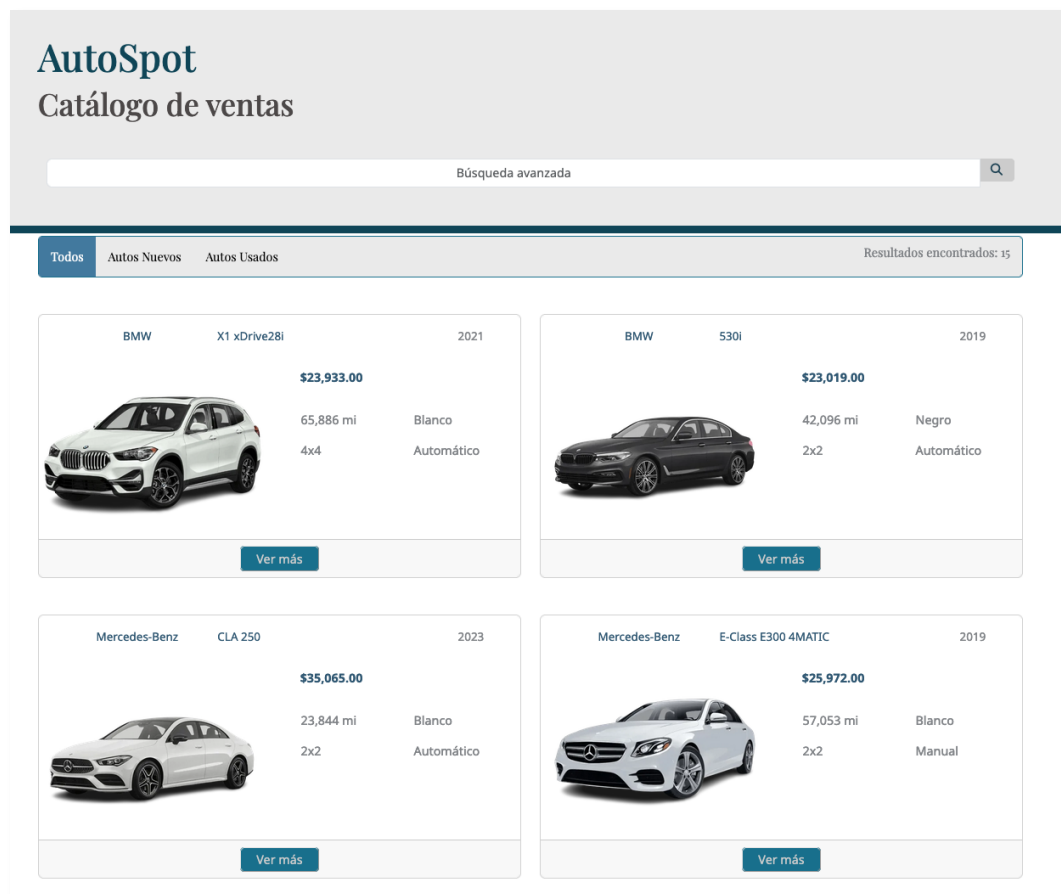 AutoSpot
Catálogo de ventas
Búsqueda avanzada
Todos Autos Nuevos Autos Usados Resultados encontrados: 15
BMW X1 xDrive28i 2021
$23,933.00
65,886 mi Blanco
4x4 Automático
Ver más
BMW 530i 2019
$23,019.00
42,096 mi Negro
2x2 Automático
Ver más
Mercedes-Benz CLA 250 2023
$35,065.00
23,844 mi Blanco
2x2 Automático
Ver más
Mercedes-Benz E-Class E300 4MATIC 2019
$25,972.00
57,053 mi Blanco
2x2 Manual
Ver más